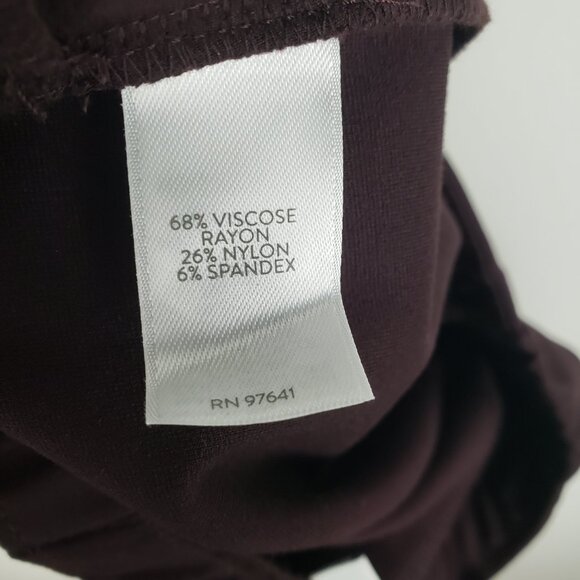 68% VISCOSE
RAYON
26% NYLON
6% SPANDEX
RN 97641